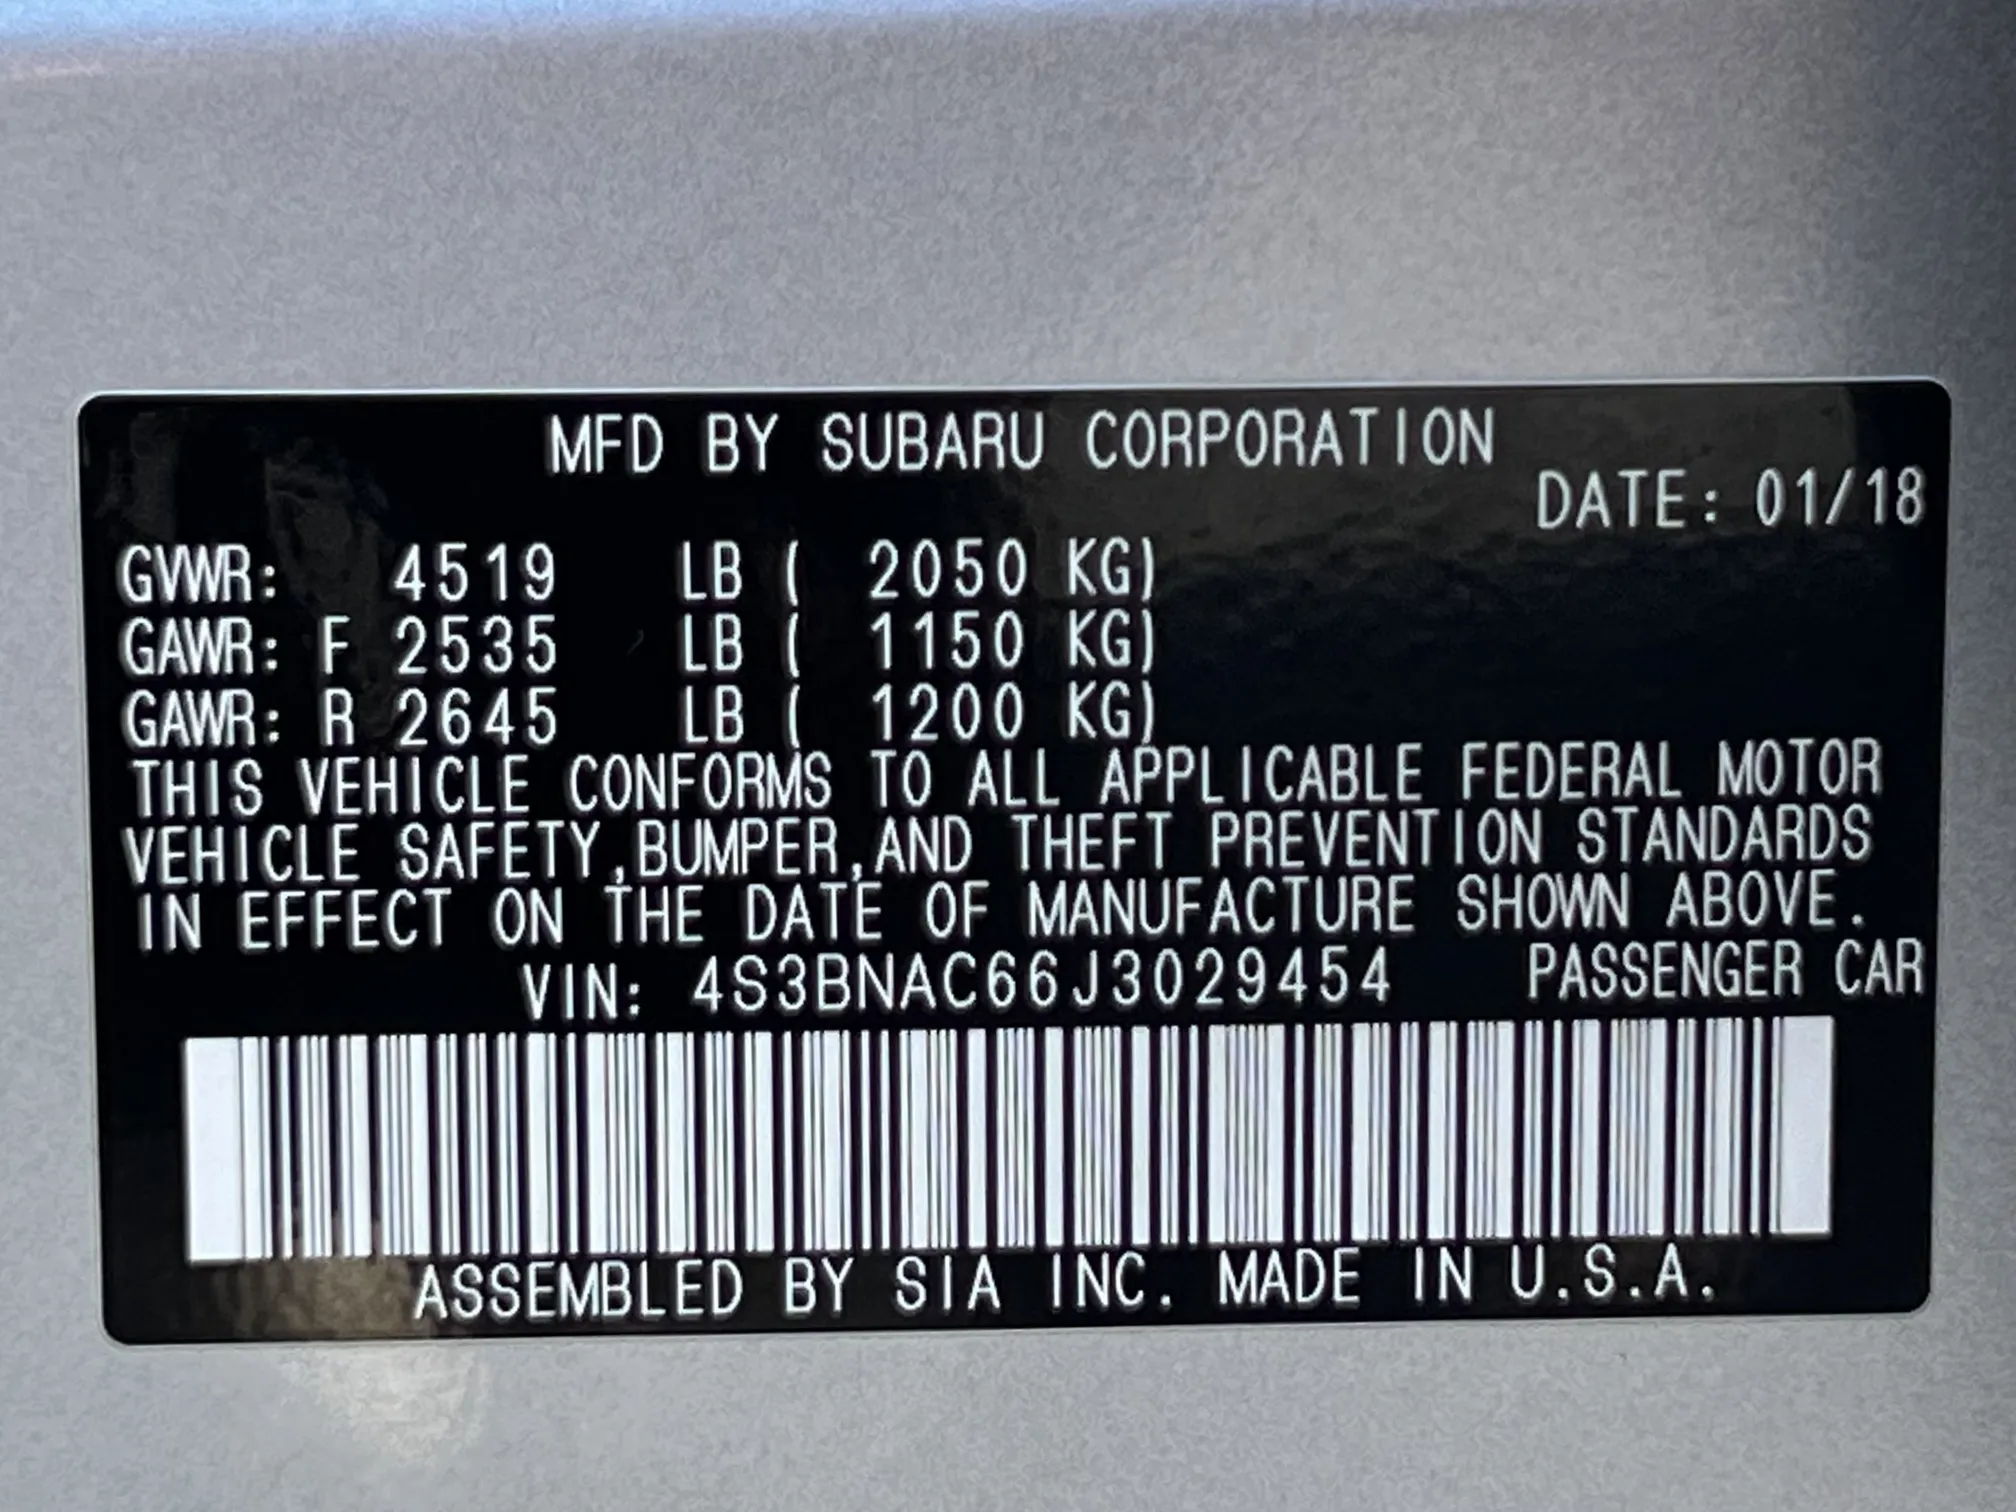 MFD BY SUBARU CORPORATION
DATE: 01/18
GVWR: 4519 LB ( 2050 KG)
GAWR: F 2535 LB ( 1150 KG)
GAWR: R 2645 LB ( 1200 KG)
THIS VEHICLE CONFORMS TO ALL APPLICABLE FEDERAL MOTOR
VEHICLE SAFETY,BUMPER,AND THEFT PREVENTION STANDARDS
IN EFFECT ON THE DATE OF MANUFACTURE SHOWN ABOVE.
VIN: 4S3BNAC66J3029454 PASSENGER CAR
ASSEMBLED BY SIA INC. MADE IN U.S.A.